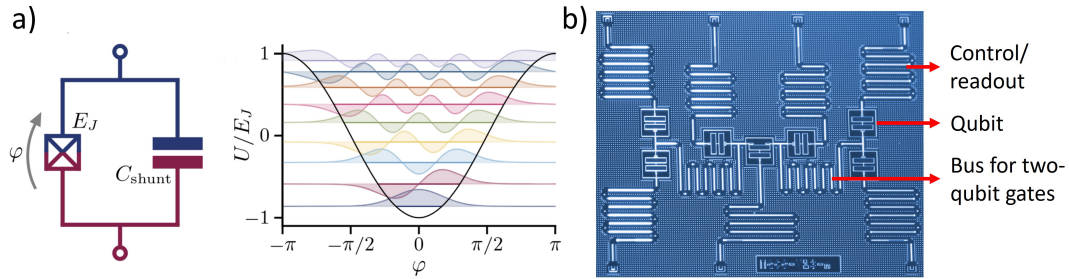 a)
E_J
φ
C_shunt
U/E_J
1
0
−1
−π
−π/2
0
π/2
π
φ
b)
Control/
readout
Qubit
Bus for two-
qubit gates